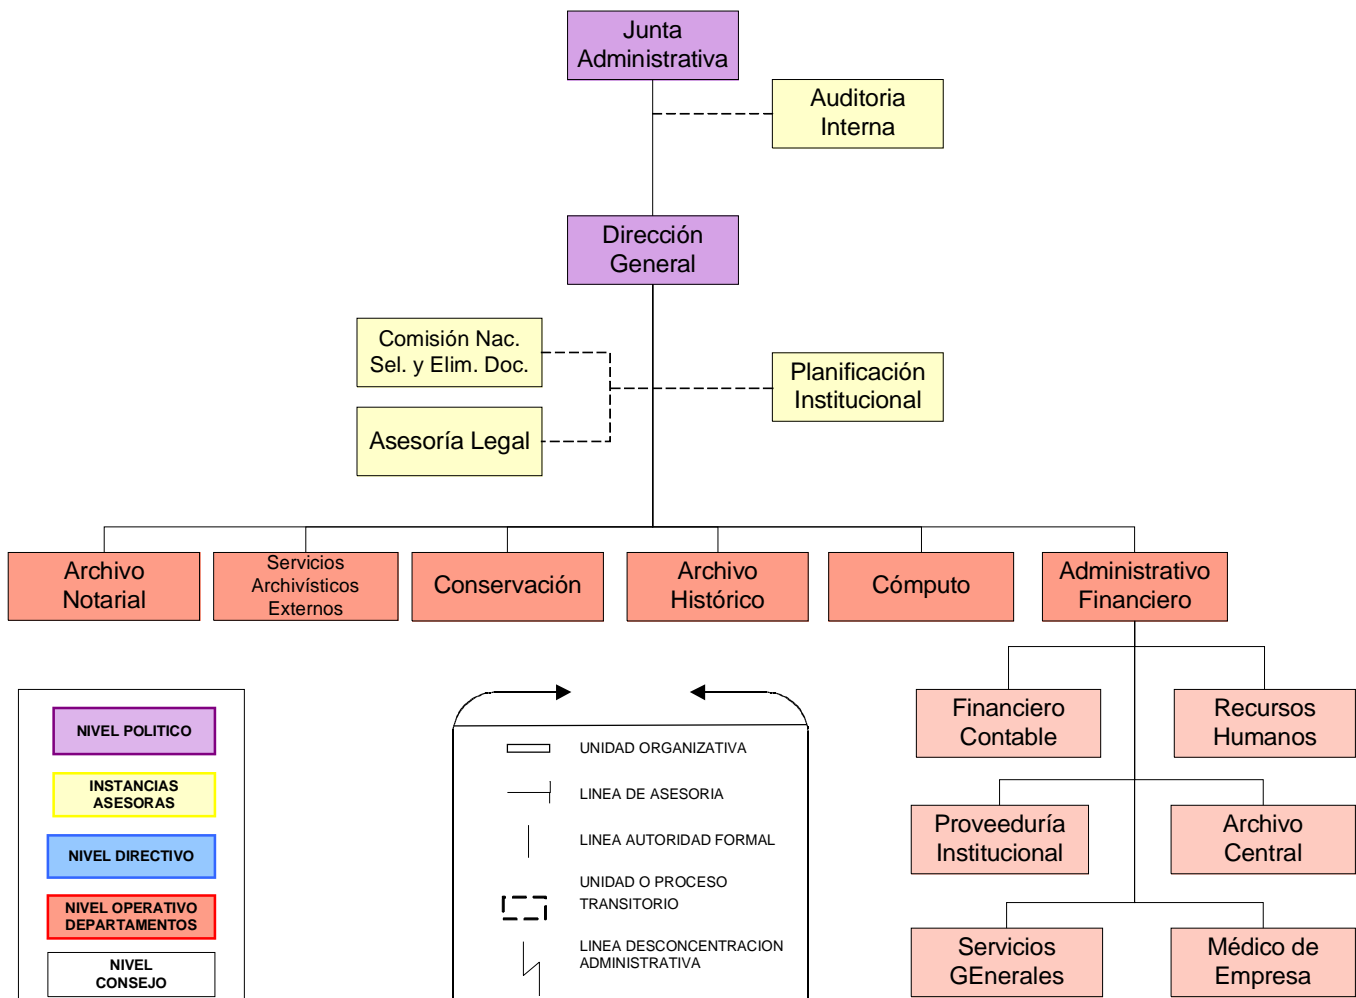 Junta
Administrativa
Auditoria
Interna
Dirección
General
Comisión Nac.
Sel. y Elim. Doc.
Planificación
Institucional
Asesoría Legal
Archivo
Notarial
Servicios
Archivísticos
Externos
Conservación
Archivo
Histórico
Cómputo
Administrativo
Financiero
Financiero
Contable
Recursos
Humanos
Proveeduría
Institucional
Archivo
Central
Servicios
GEnerales
Médico de
Empresa
NIVEL POLITICO
INSTANCIAS
ASESORAS
NIVEL DIRECTIVO
NIVEL OPERATIVO
DEPARTAMENTOS
NIVEL
CONSEJO
UNIDAD ORGANIZATIVA
LINEA DE ASESORIA
LINEA AUTORIDAD FORMAL
UNIDAD O PROCESO
TRANSITORIO
LINEA DESCONCENTRACION
ADMINISTRATIVA